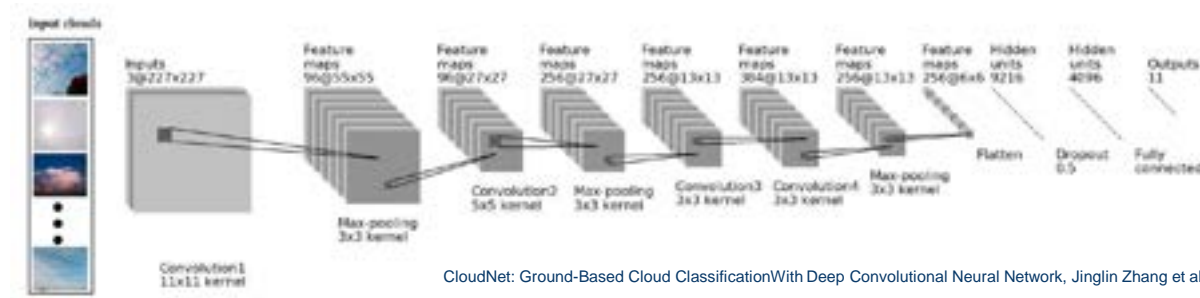 Input clouds
Inputs
3@227x227
Feature
maps
96@55x55
Feature
maps
96@27x27
Feature
maps
256@27x27
Feature
maps
256@13x13
Feature
maps
384@13x13
Feature
maps
256@13x13
Feature
maps
256@6x6
Hidden
units
9216
Hidden
units
4096
Outputs
11
Convolution1
11x11 kernel
Max-pooling
3x3 kernel
Convolution2
5x5 kernel
Max-pooling
3x3 kernel
Convolution3
3x3 kernel
Convolution4
3x3 kernel
Max-pooling
3x3 kernel
Flatten
Dropout
0.5
Fully
connected
CloudNet: Ground-Based Cloud ClassificationWith Deep Convolutional Neural Network, Jinglin Zhang et al